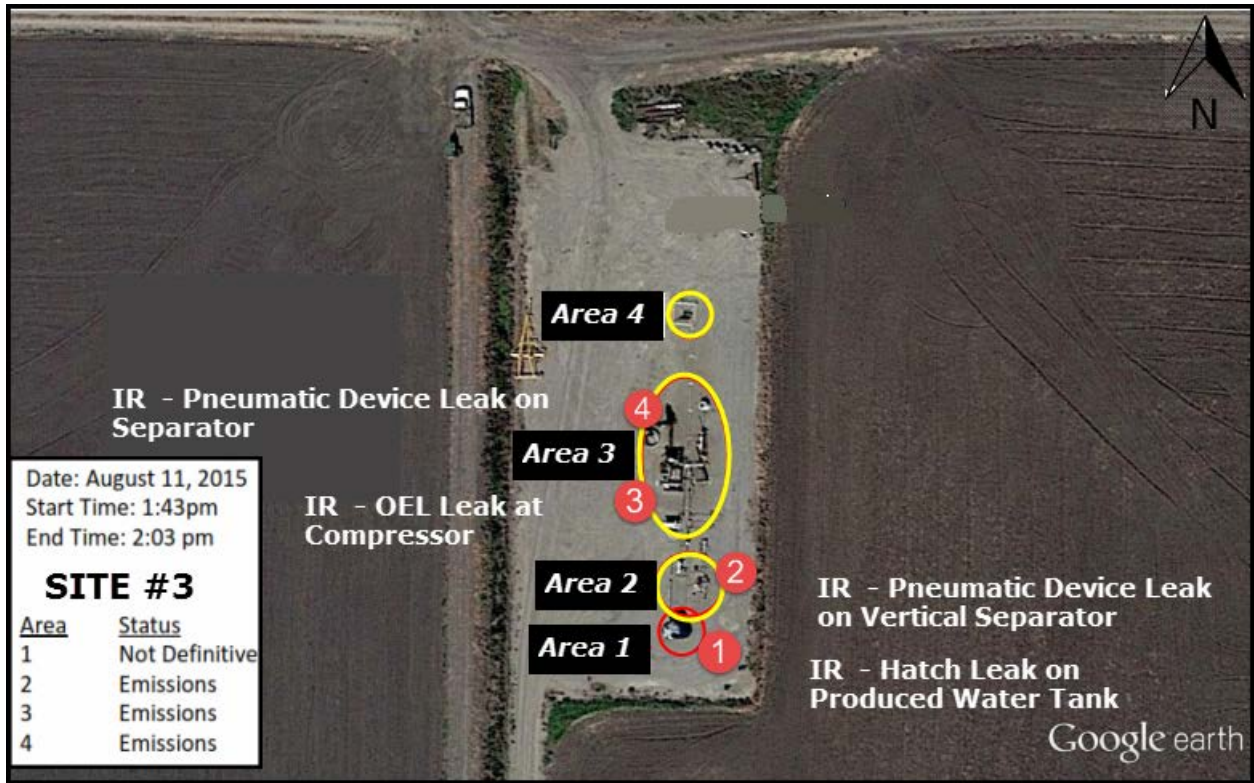 N
Area 4
IR - Pneumatic Device Leak on
Separator
4
Area 3
Date: August 11, 2015
Start Time: 1:43pm
End Time: 2:03 pm
IR - OEL Leak at
Compressor
3
SITE #3
Area Status
1 Not Definitive
2 Emissions
3 Emissions
4 Emissions
Area 2
2
IR - Pneumatic Device Leak
on Vertical Separator
Area 1
1
IR - Hatch Leak on
Produced Water Tank
Google earth